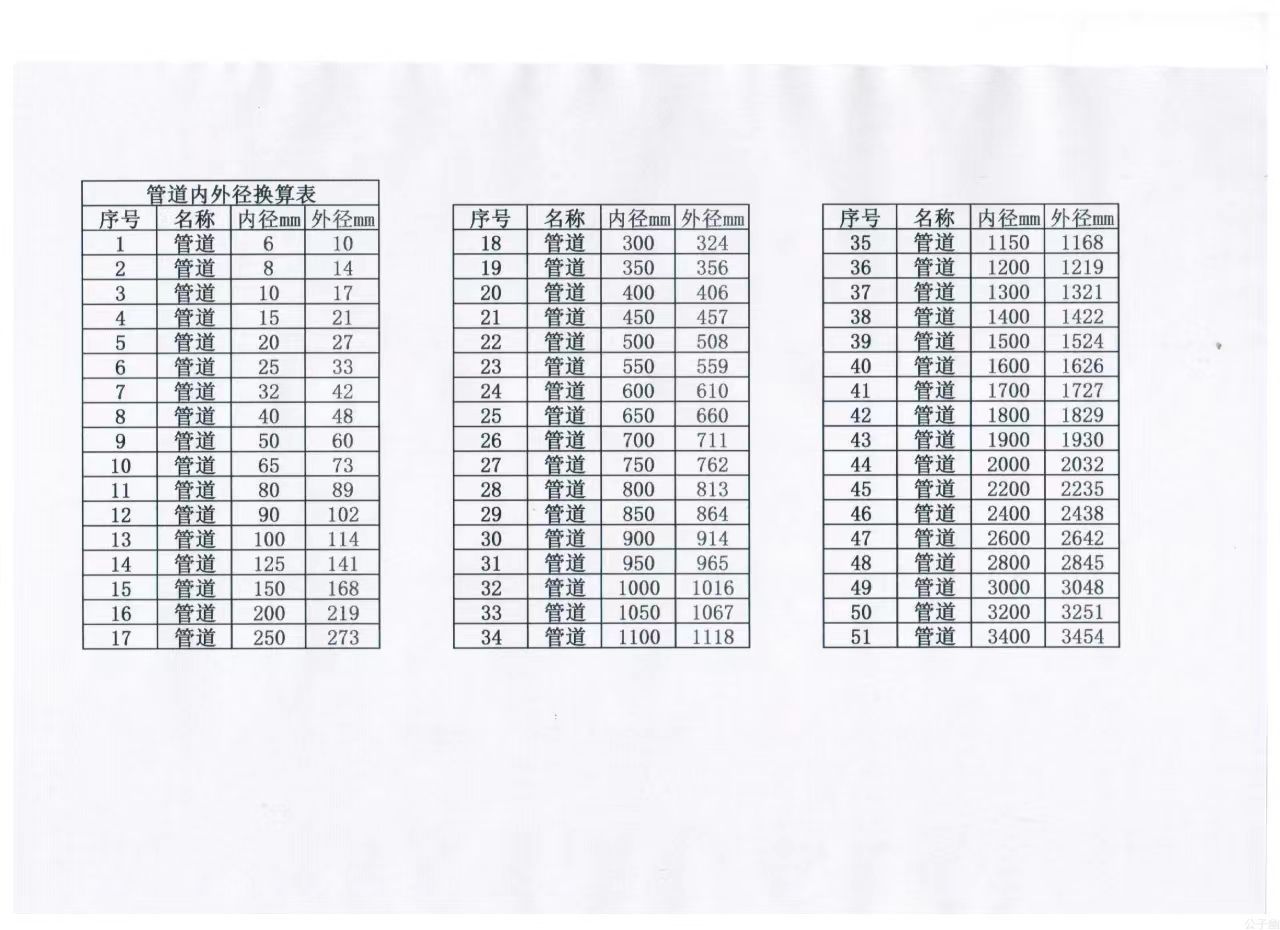 管道内外径换算表
序号 名称 内径mm 外径mm
1 管道 6 10
2 管道 8 14
3 管道 10 17
4 管道 15 21
5 管道 20 27
6 管道 25 33
7 管道 32 42
8 管道 40 48
9 管道 50 60
10 管道 65 73
11 管道 80 89
12 管道 90 102
13 管道 100 114
14 管道 125 141
15 管道 150 168
16 管道 200 219
17 管道 250 273
序号 名称 内径mm 外径mm
18 管道 300 324
19 管道 350 356
20 管道 400 406
21 管道 450 457
22 管道 500 508
23 管道 550 559
24 管道 600 610
25 管道 650 660
26 管道 700 711
27 管道 750 762
28 管道 800 813
29 管道 850 864
30 管道 900 914
31 管道 950 965
32 管道 1000 1016
33 管道 1050 1067
34 管道 1100 1118
序号 名称 内径mm 外径mm
35 管道 1150 1168
36 管道 1200 1219
37 管道 1300 1321
38 管道 1400 1422
39 管道 1500 1524
40 管道 1600 1626
41 管道 1700 1727
42 管道 1800 1829
43 管道 1900 1930
44 管道 2000 2032
45 管道 2200 2235
46 管道 2400 2438
47 管道 2600 2642
48 管道 2800 2845
49 管道 3000 3048
50 管道 3200 3251
51 管道 3400 3454